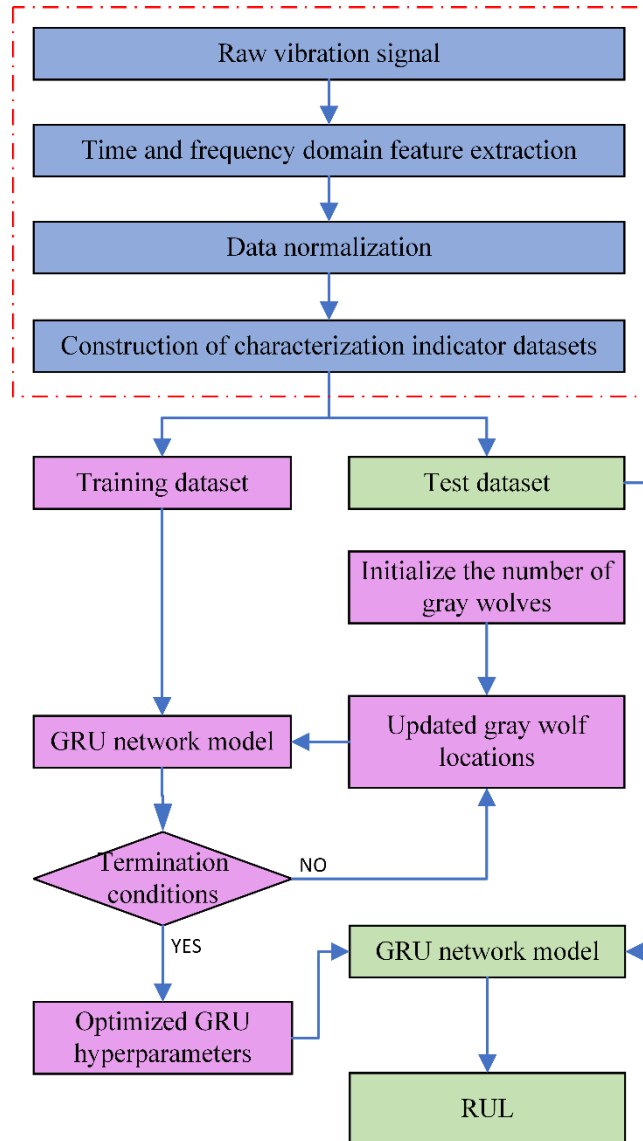 Raw vibration signal
Time and frequency domain feature extraction
Data normalization
Construction of characterization indicator datasets
Training dataset
Test dataset
Initialize the number of
gray wolves
GRU network model
Updated gray wolf
locations
Termination
conditions
NO
YES
GRU network model
Optimized GRU
hyperparameters
RUL